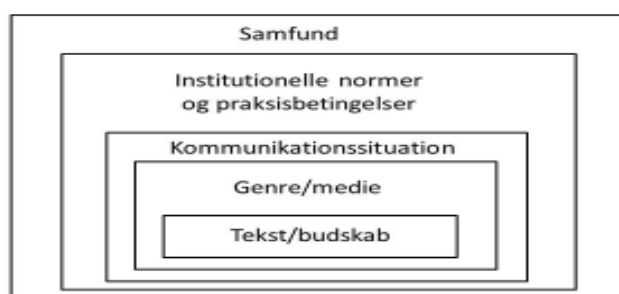 Samfund
Institutionelle normer
og praksisbetingelser
Kommunikationssituation
Genre/medie
Tekst/budskab